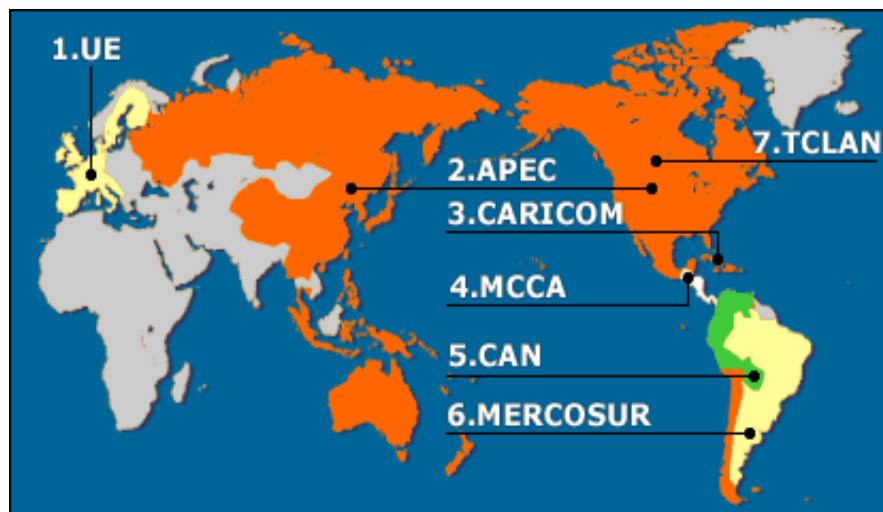 1.UE
7.TCLAN
2.APEC
3.CARICOM
4.MCCA
5.CAN
6.MERCOSUR